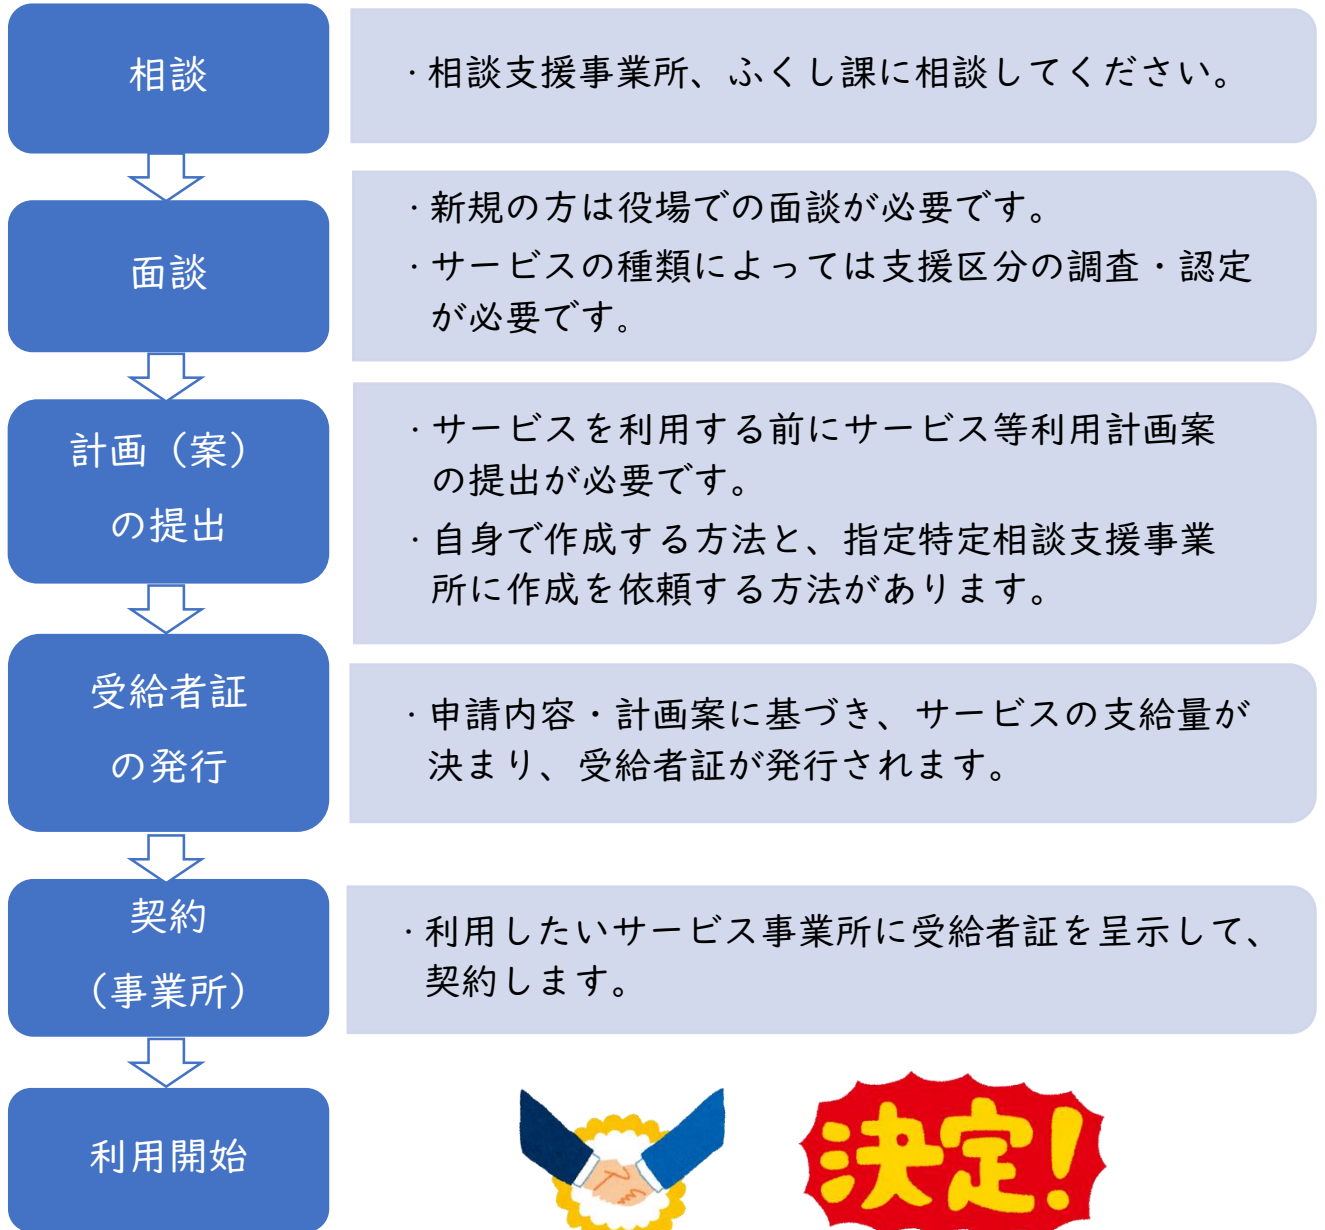 相談
・相談支援事業所、ふくし課に相談してください。
面談
・新規の方は役場での面談が必要です。
・サービスの種類によっては支援区分の調査・認定
が必要です。
計画（案）
の提出
・サービスを利用する前にサービス等利用計画案
の提出が必要です。
・自身で作成する方法と、指定特定相談支援事業
所に作成を依頼する方法があります。
受給者証
の発行
・申請内容・計画案に基づき、サービスの支給量が
決まり、受給者証が発行されます。
契約
（事業所）
・利用したいサービス事業所に受給者証を呈示して、
契約します。
利用開始
決定！